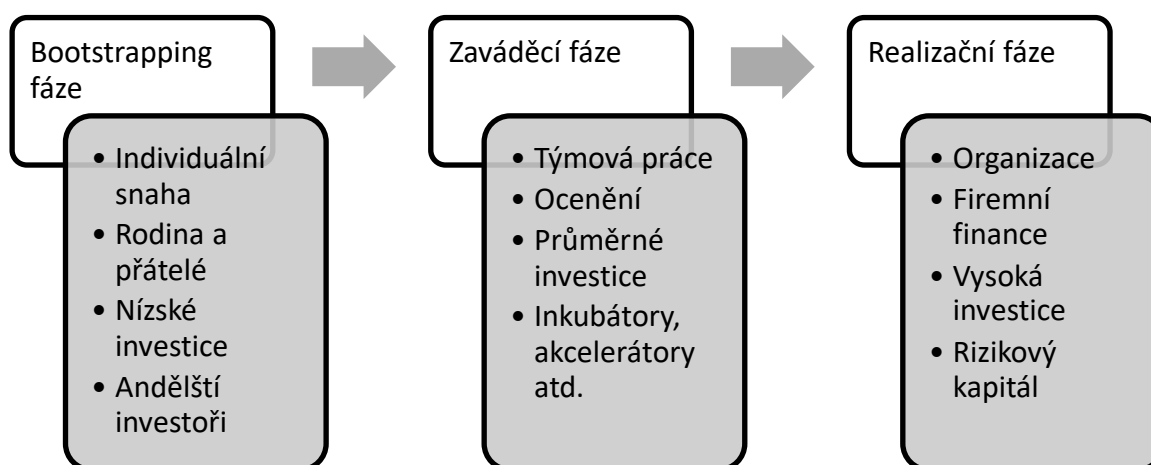 Bootstrapping
fáze
• Individuální
snaha
• Rodina a
přátelé
• Nízské
investice
• Andělští
investoři
Zaváděcí fáze
• Týmová práce
• Ocenění
• Průměrné
investice
• Inkubátory,
akcelerátory
atd.
Realizační fáze
• Organizace
• Firemní
finance
• Vysoká
investice
• Rizikový
kapitál